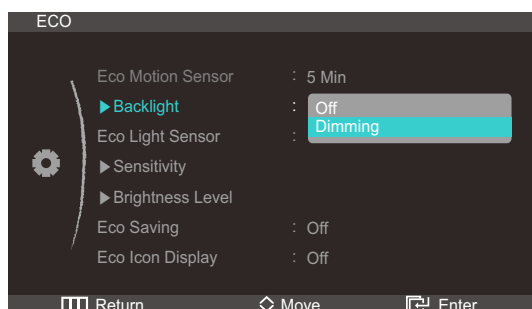 ECO
Eco Motion Sensor : 5 Min
▶Backlight :
Off
Dimming
Eco Light Sensor :
▶Sensitivity
▶Brightness Level
Eco Saving : Off
Eco Icon Display : Off
Return Move Enter